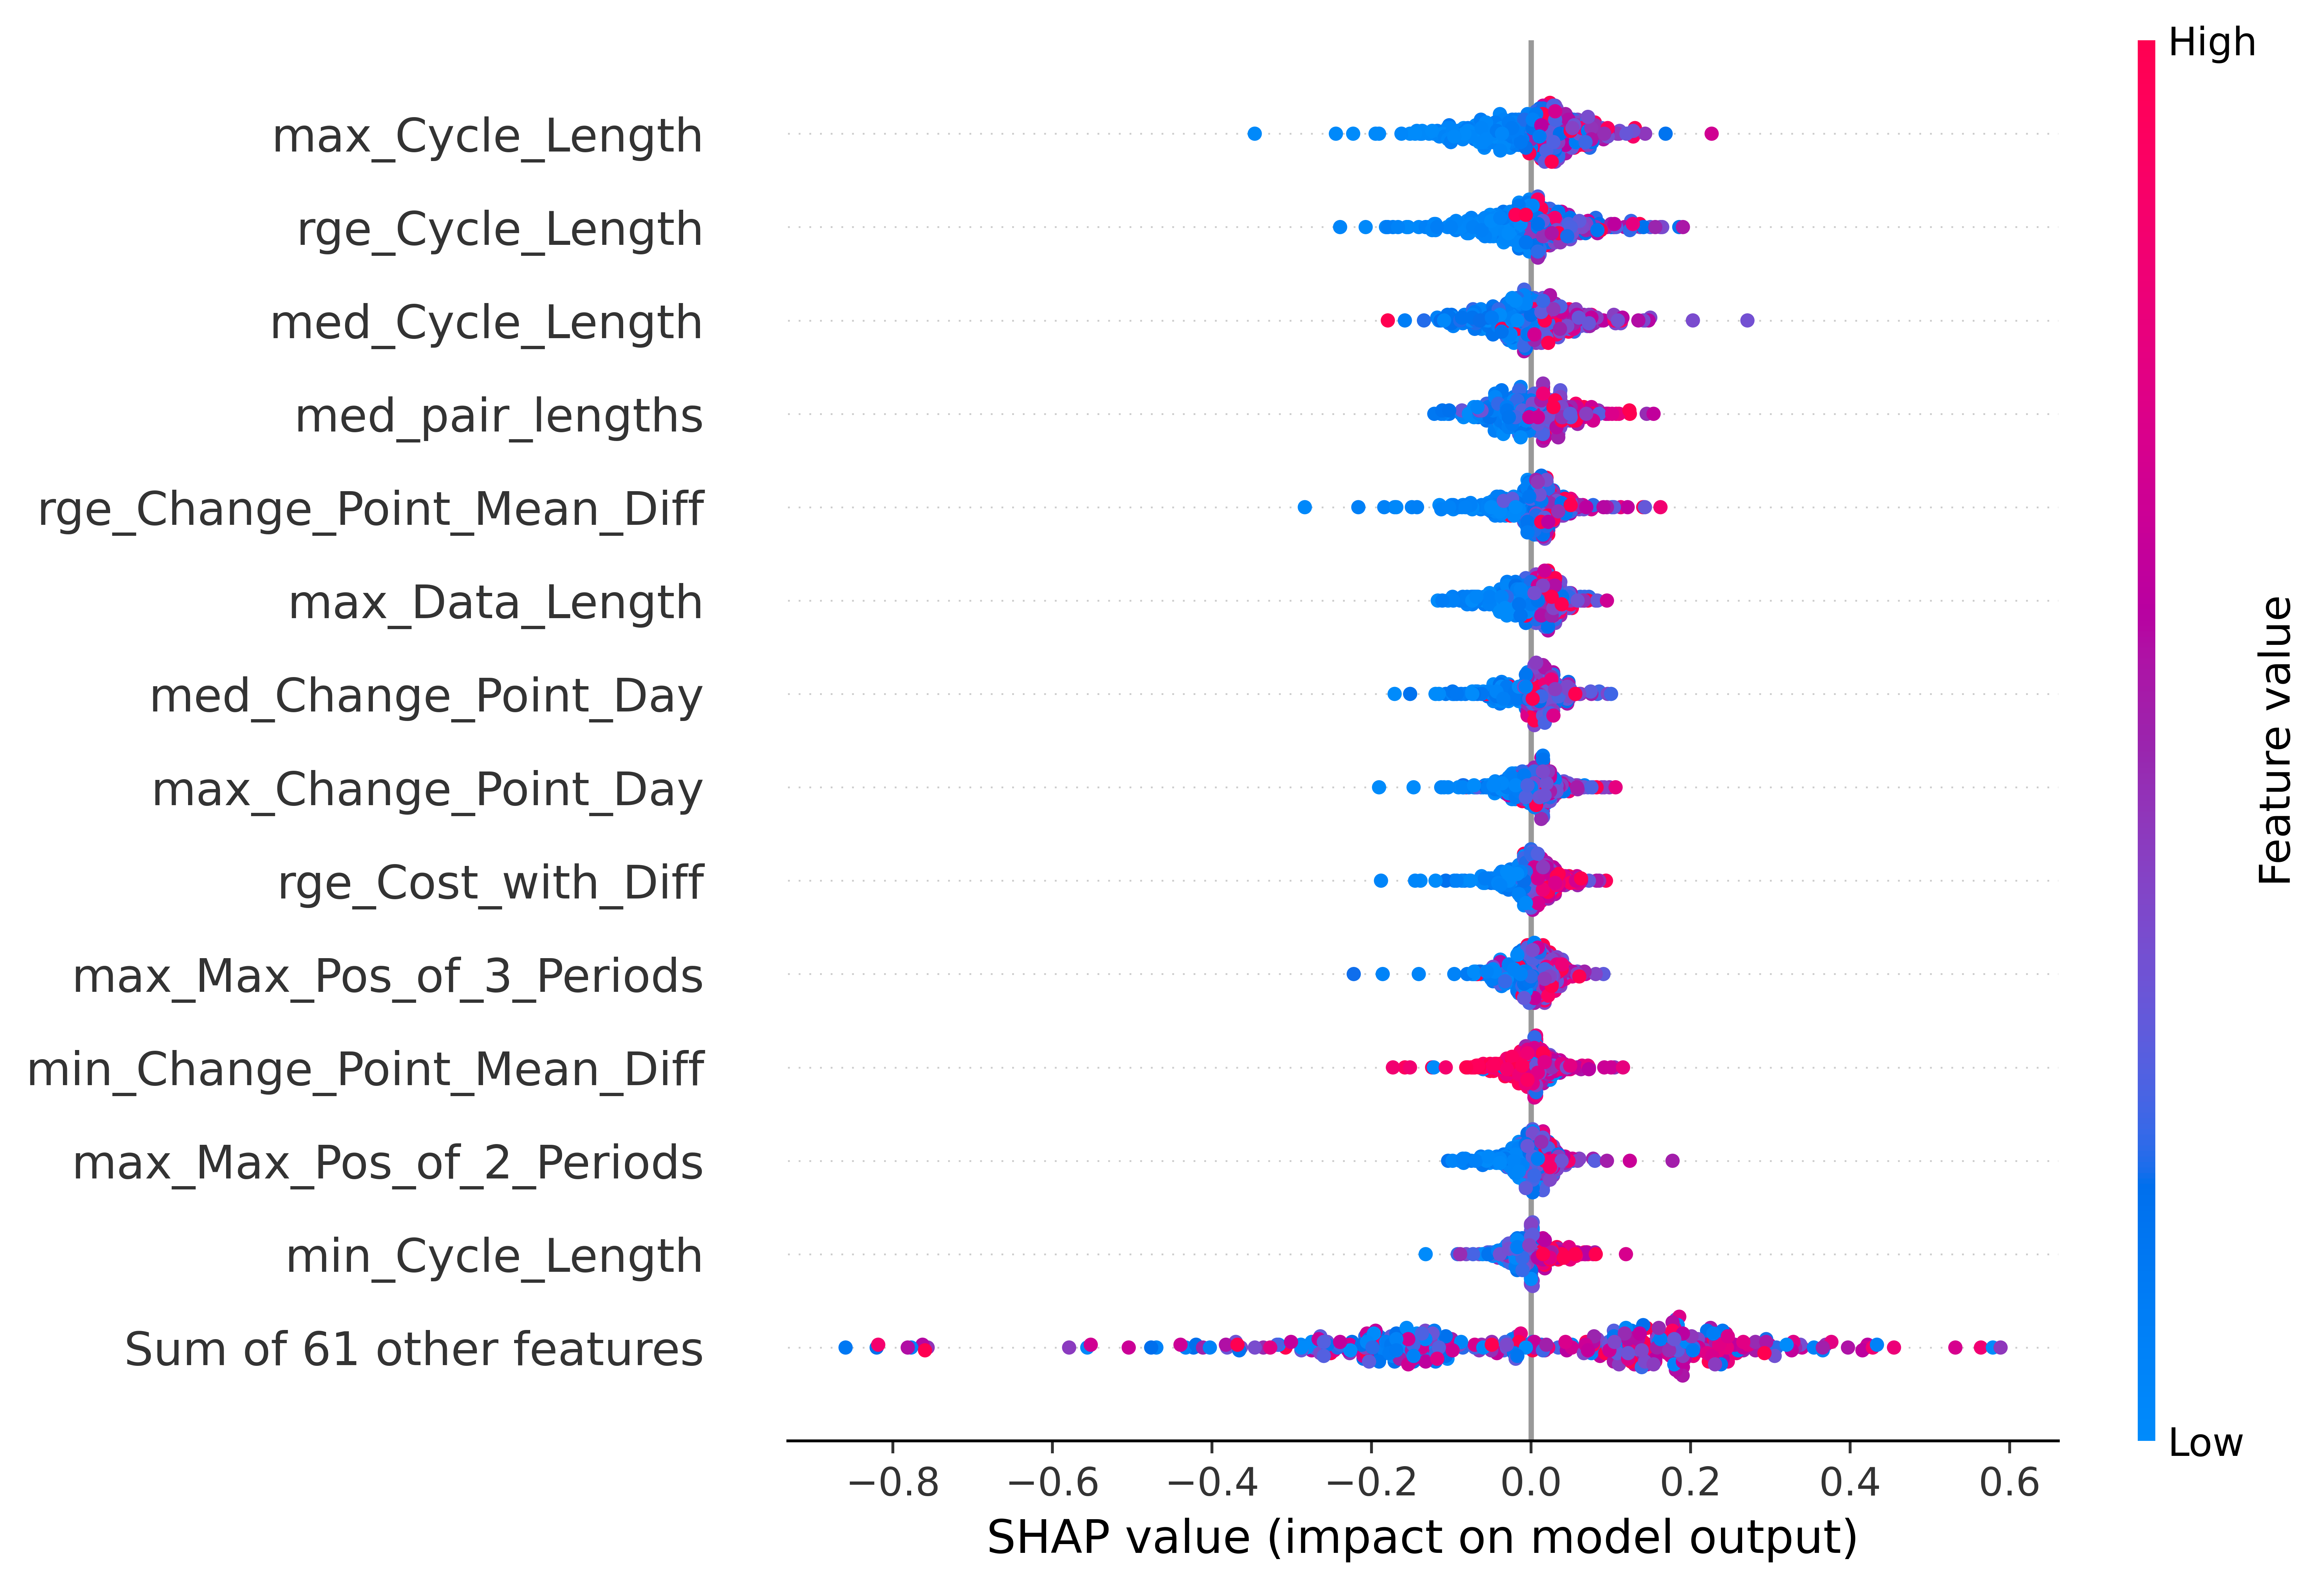 High
max_Cycle_Length
rge_Cycle_Length
med_Cycle_Length
med_pair_lengths
rge_Change_Point_Mean_Diff
max_Data_Length
med_Change_Point_Day
max_Change_Point_Day
rge_Cost_with_Diff
max_Max_Pos_of_3_Periods
min_Change_Point_Mean_Diff
max_Max_Pos_of_2_Periods
min_Cycle_Length
Sum of 61 other features
Feature value
Low
−0.8 −0.6 −0.4 −0.2 0.0 0.2 0.4 0.6
SHAP value (impact on model output)